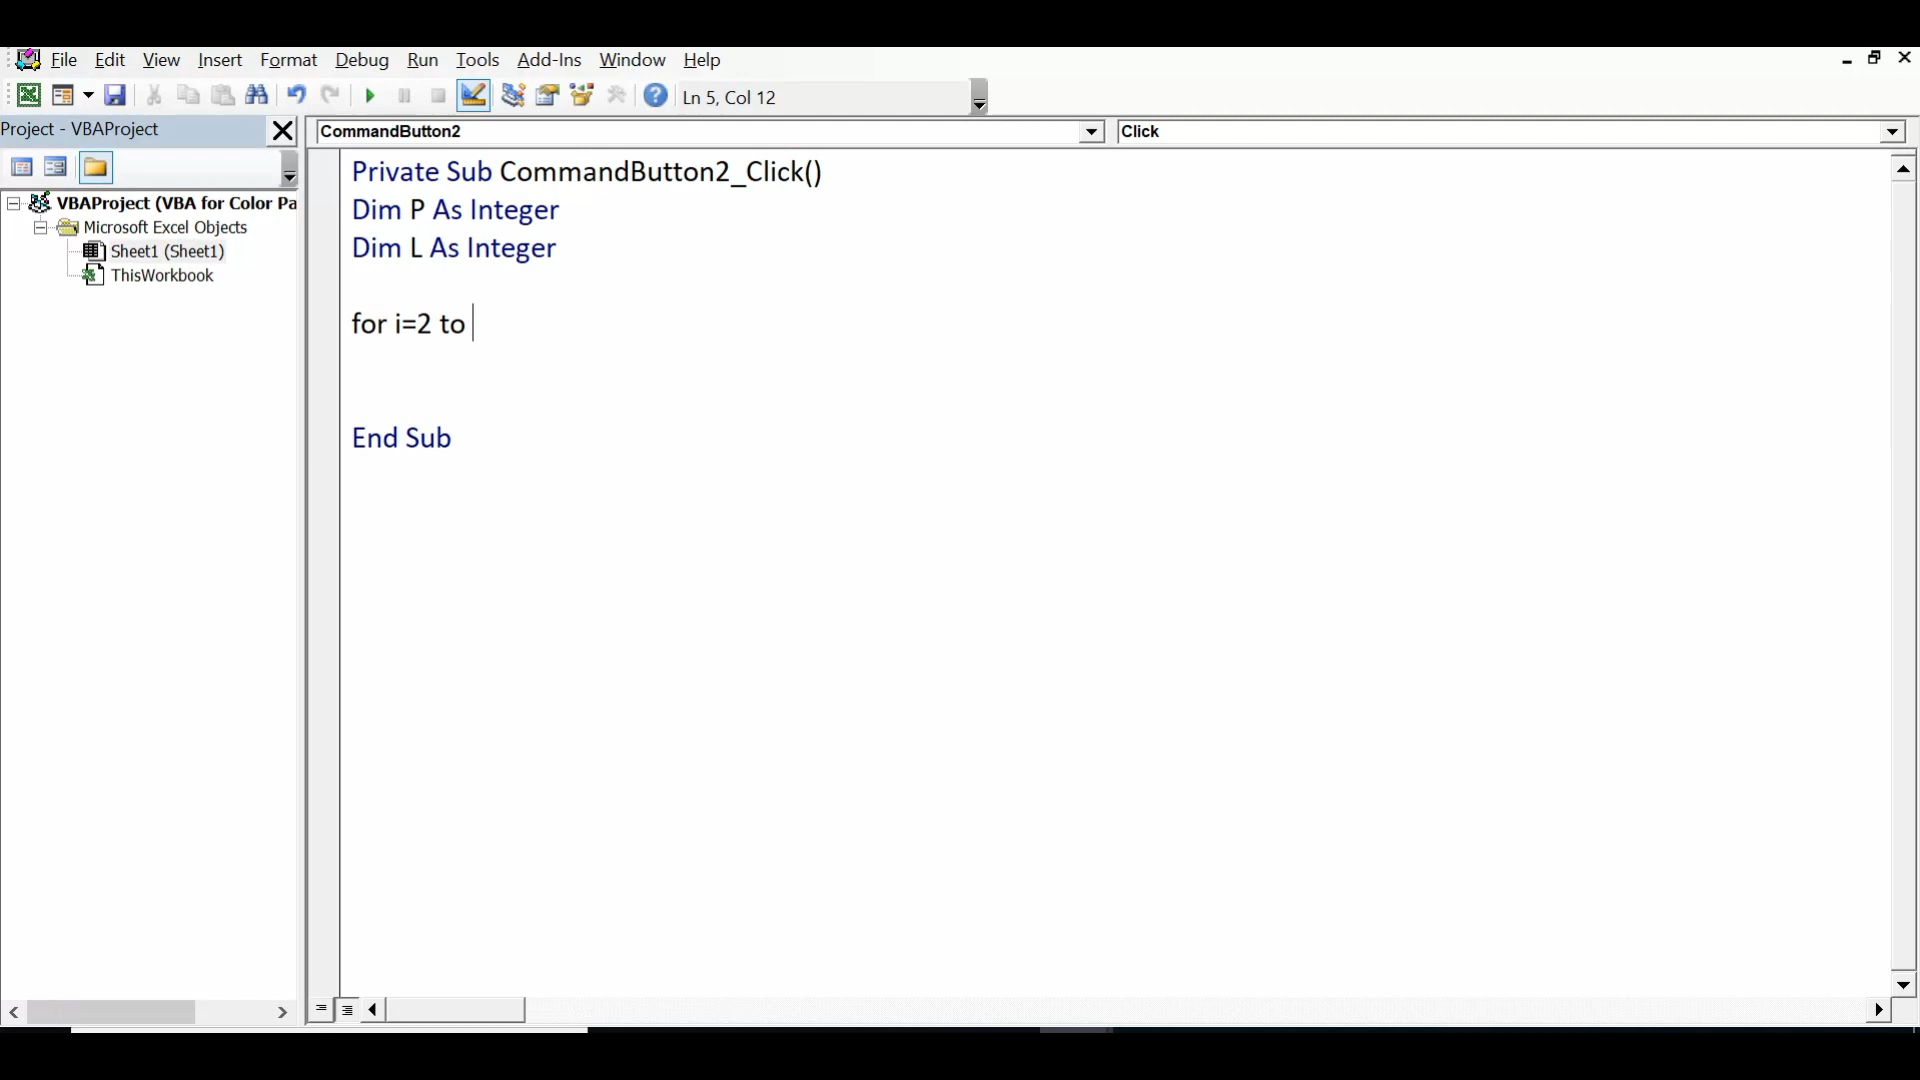 File Edit View Insert Format Debug Run Tools Add-Ins Window Help
Ln 5, Col 12
Project - VBAProject
CommandButton2 Click
VBAProject (VBA for Color Pa
Microsoft Excel Objects
Sheet1 (Sheet1)
ThisWorkbook
Private Sub CommandButton2_Click()
Dim P As Integer
Dim L As Integer
for i=2 to
End Sub